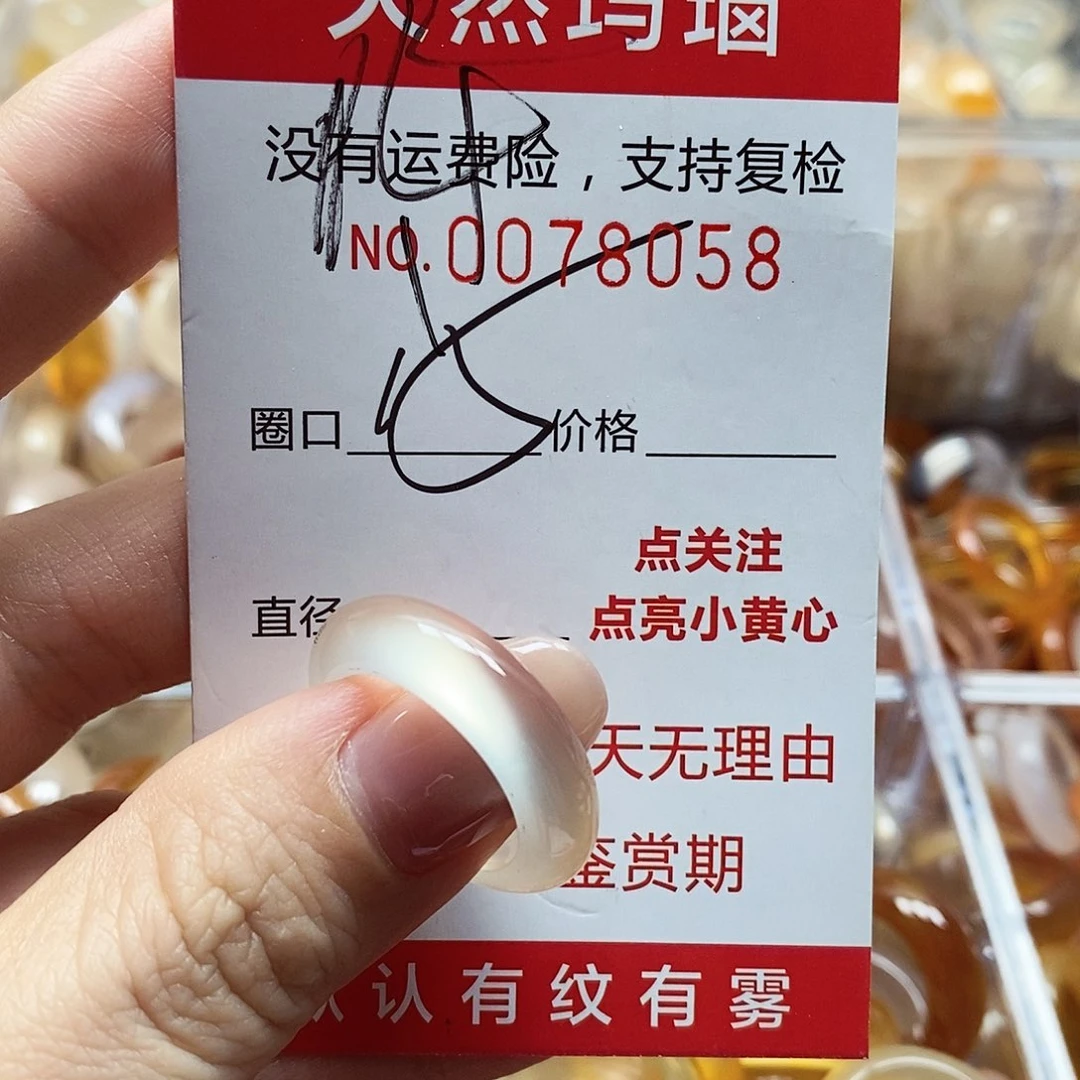 天然玛瑙
没有运费险，支持复检
NO.0078058
圈口 价格
点关注
直径 点亮小黄心
天无理由
鉴赏期
默认有纹有雾